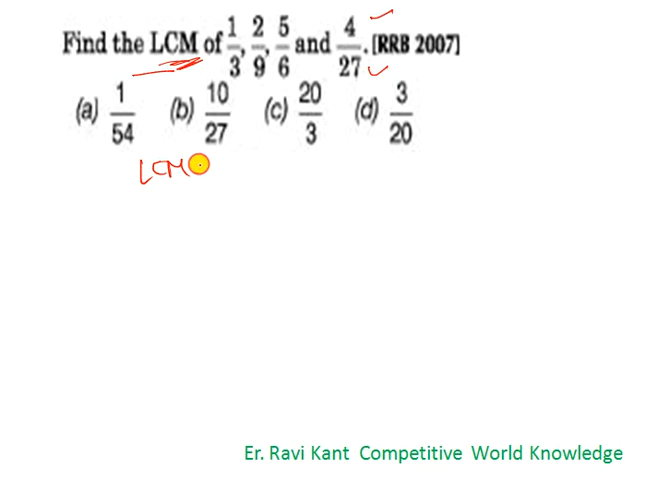 Find the LCM of 1/3, 2/9, 5/6 and 4/27. [RRB 2007]
(a) 1/54 (b) 10/27 (c) 20/3 (d) 3/20
LCM
Er. Ravi Kant Competitive World Knowledge